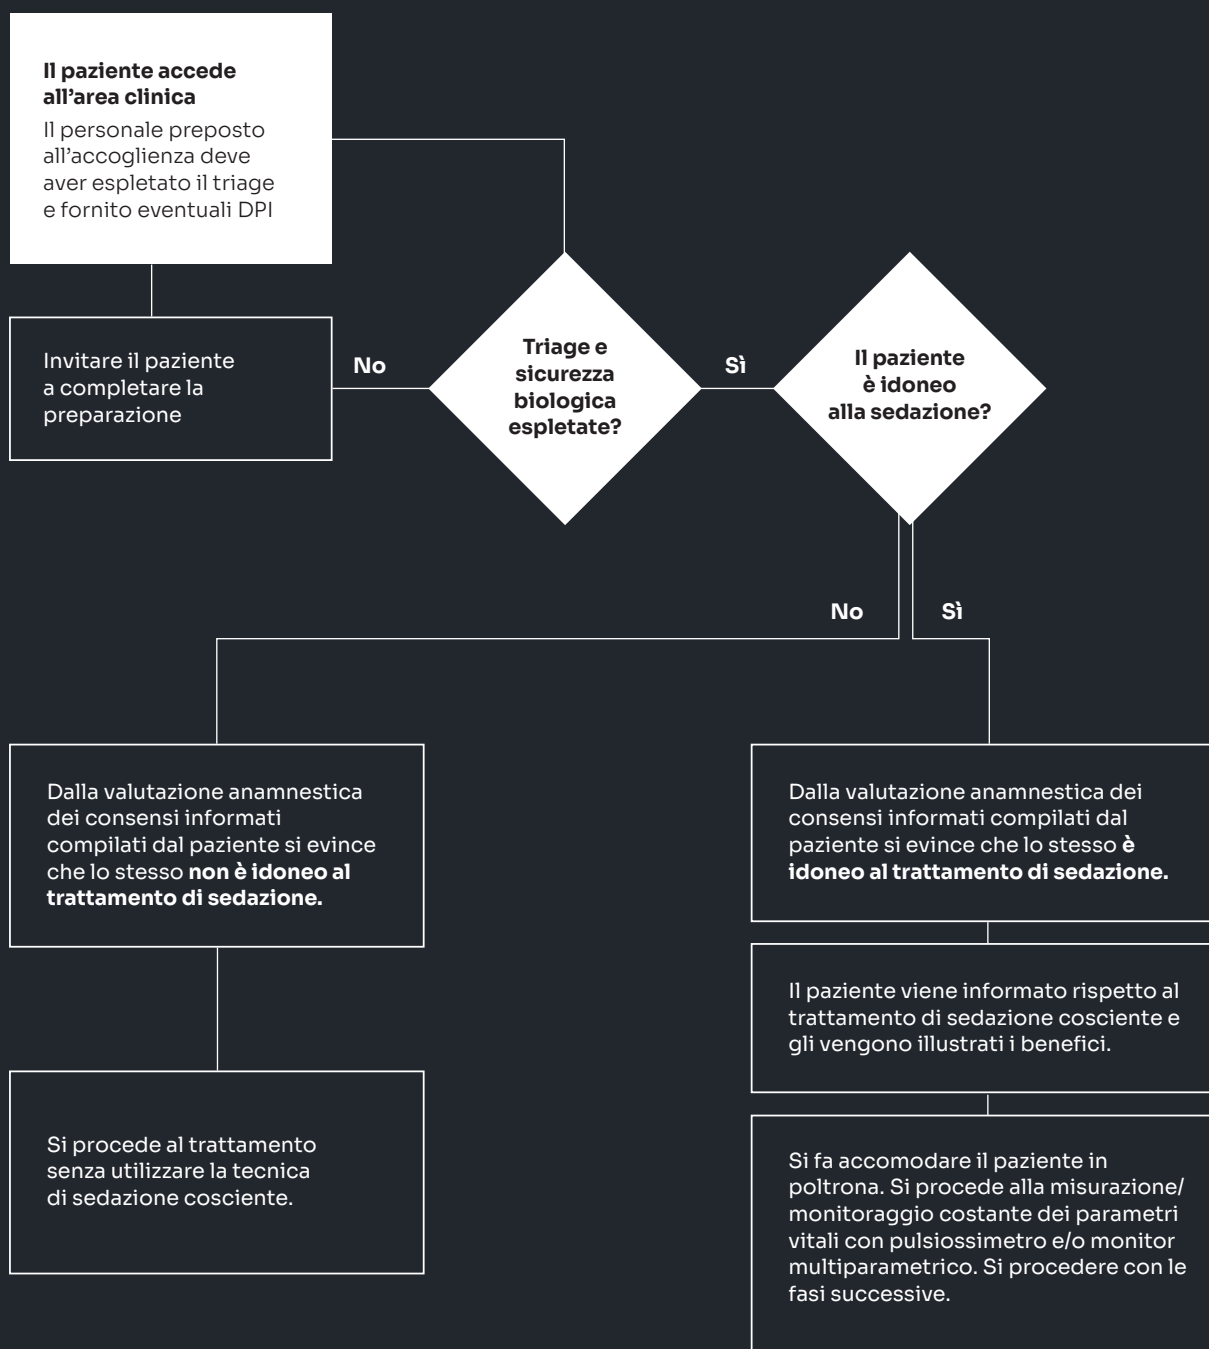 Il paziente accede
all’area clinica
Il personale preposto
all’accoglienza deve
aver espletato il triage
e fornito eventuali DPI
Invitare il paziente
a completare la
preparazione
No
Triage e
sicurezza
biologica
espletate?
Sì
Il paziente
è idoneo
alla sedazione?
No
Sì
Dalla valutazione anamnestica
dei consensi informati
compilati dal paziente si evince
che lo stesso non è idoneo al
trattamento di sedazione.
Si procede al trattamento
senza utilizzare la tecnica
di sedazione cosciente.
Dalla valutazione anamnestica dei
consensi informati compilati dal
paziente si evince che lo stesso è
idoneo al trattamento di sedazione.
Il paziente viene informato rispetto al
trattamento di sedazione cosciente e
gli vengono illustrati i benefici.
Si fa accomodare il paziente in
poltrona. Si procede alla misurazione/
monitoraggio costante dei parametri
vitali con pulsiossimetro e/o monitor
multiparametrico. Si procedere con le
fasi successive.